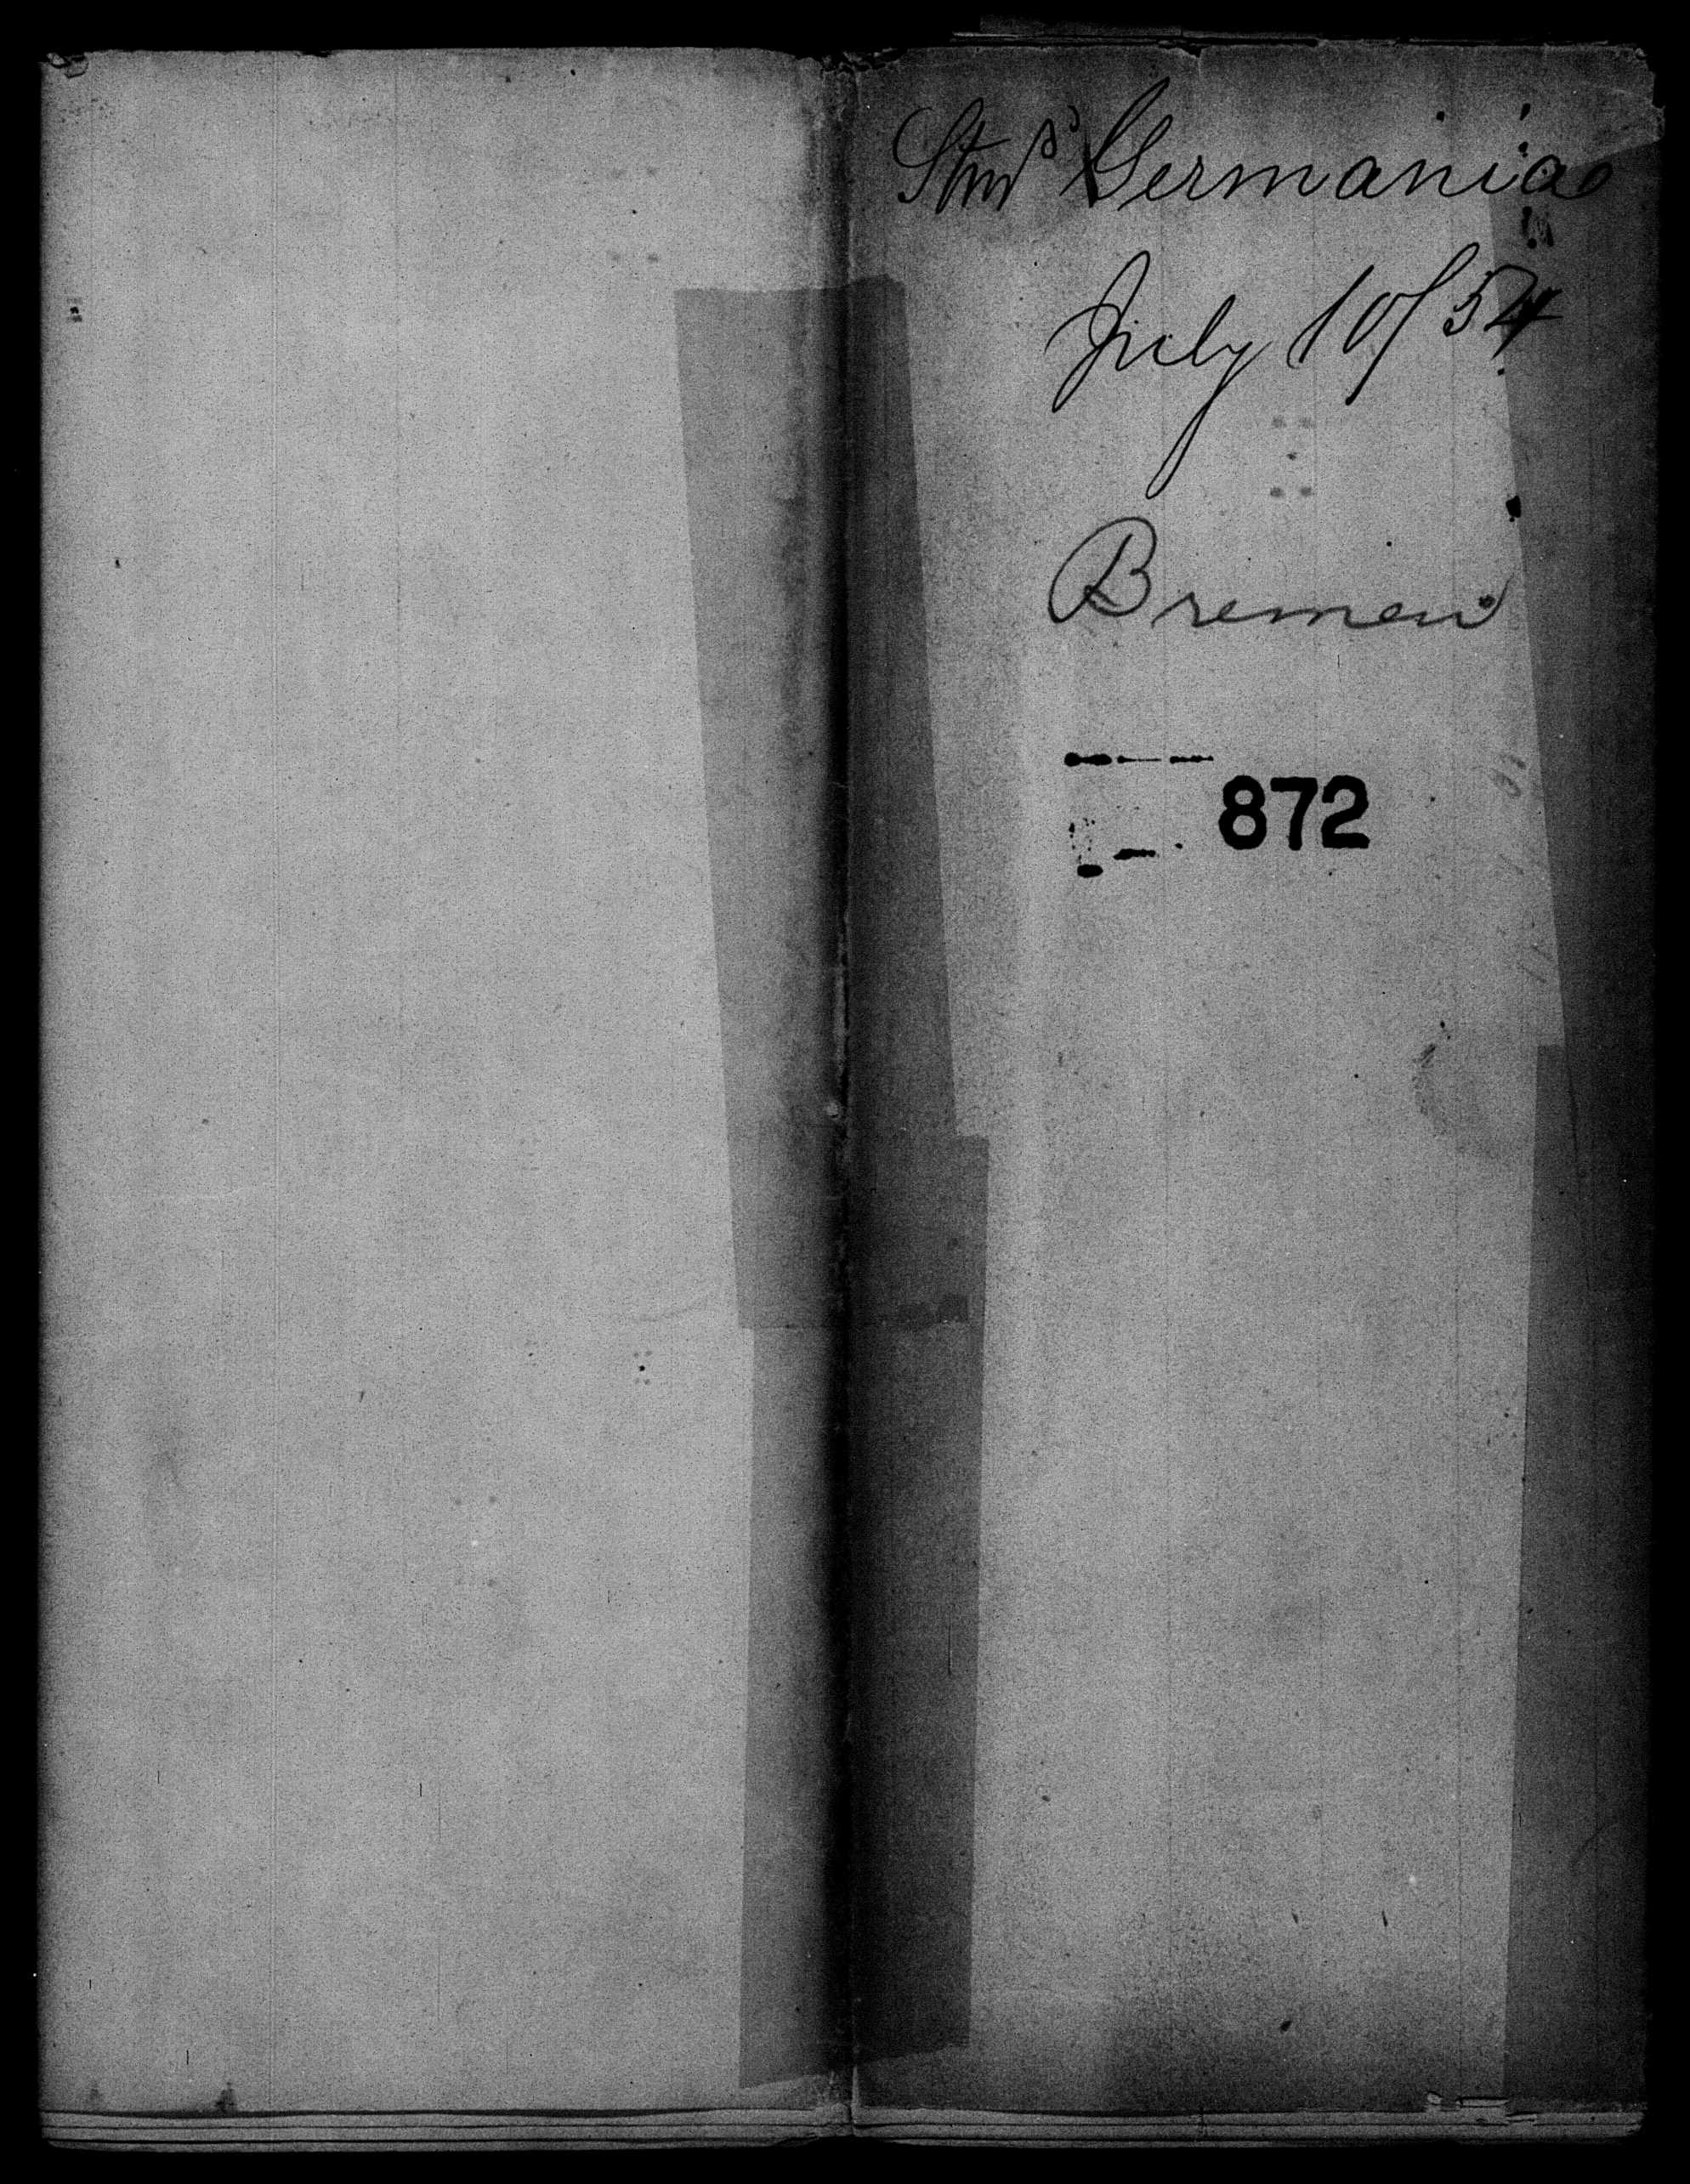 Stmr Germania
July 10/54
Bremen
872